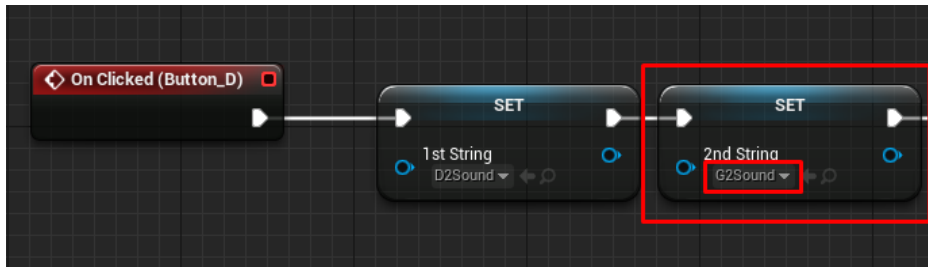 On Clicked (Button_D)
SET
1st String
D2Sound
SET
2nd String
G2Sound